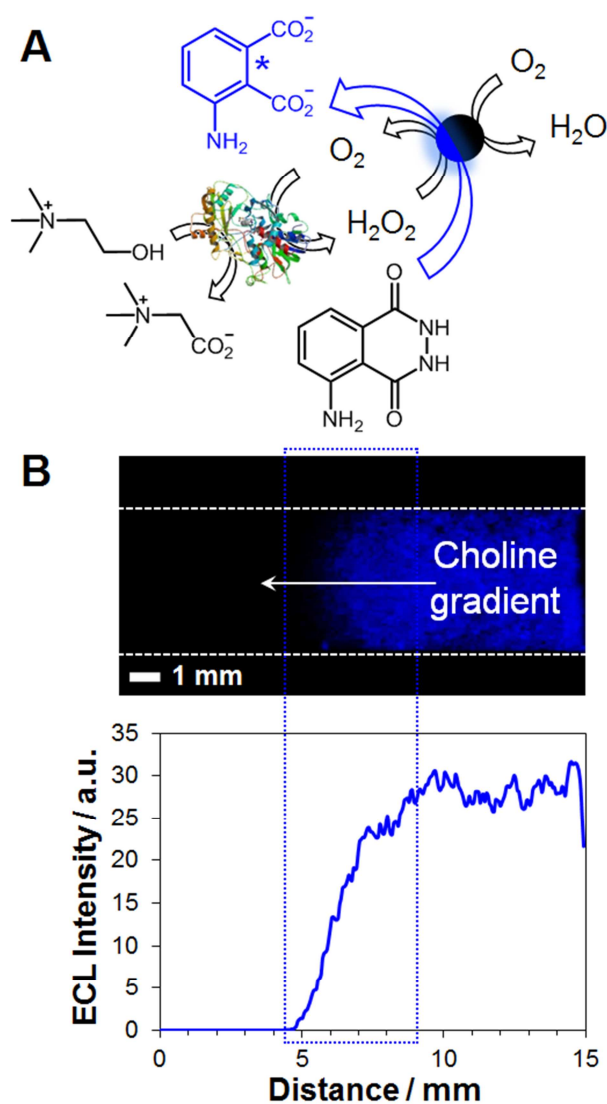 A
CO₂⁻
*
CO₂⁻
NH₂
O₂
H₂O
O₂
H₂O₂
N⁺
OH
N⁺
CO₂⁻
O
NH
NH
NH₂
O
B
Choline
gradient
1 mm
ECL Intensity / a.u.
35
30
25
20
15
10
5
0
0 5 10 15
Distance / mm